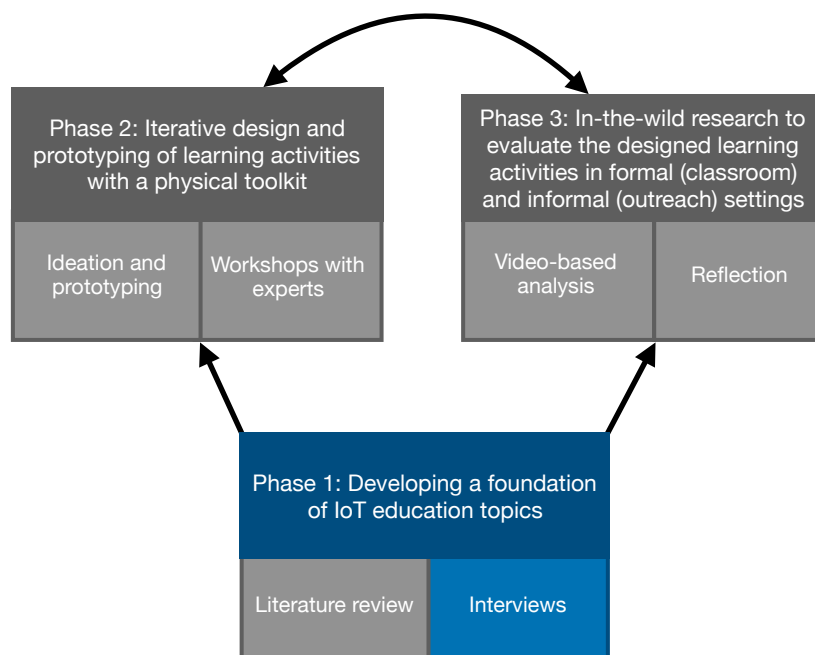 Phase 2: Iterative design and
prototyping of learning activities
with a physical toolkit
Ideation and
prototyping
Workshops with
experts
Phase 3: In-the-wild research to
evaluate the designed learning
activities in formal (classroom)
and informal (outreach) settings
Video-based
analysis
Reflection
Phase 1: Developing a foundation
of IoT education topics
Literature review
Interviews